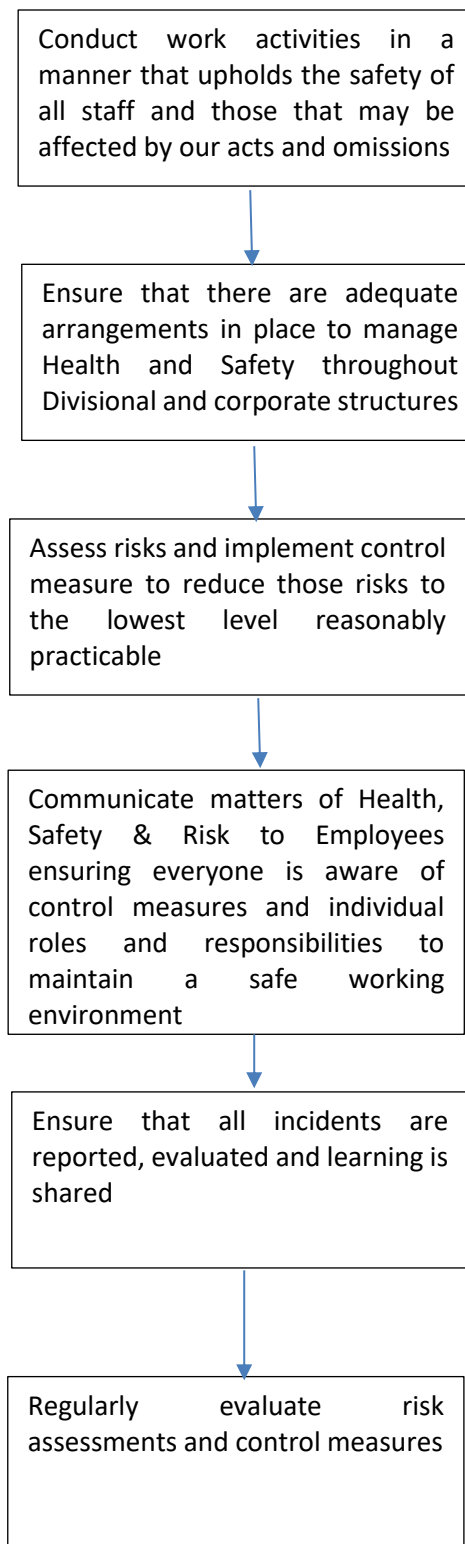 Conduct work activities in a
manner that upholds the safety of
all staff and those that may be
affected by our acts and omissions
Ensure that there are adequate
arrangements in place to manage
Health and Safety throughout
Divisional and corporate structures
Assess risks and implement control
measure to reduce those risks to
the lowest level reasonably
practicable
Communicate matters of Health,
Safety & Risk to Employees
ensuring everyone is aware of
control measures and individual
roles and responsibilities to
maintain a safe working
environment
Ensure that all incidents are
reported, evaluated and learning is
shared
Regularly evaluate risk
assessments and control measures